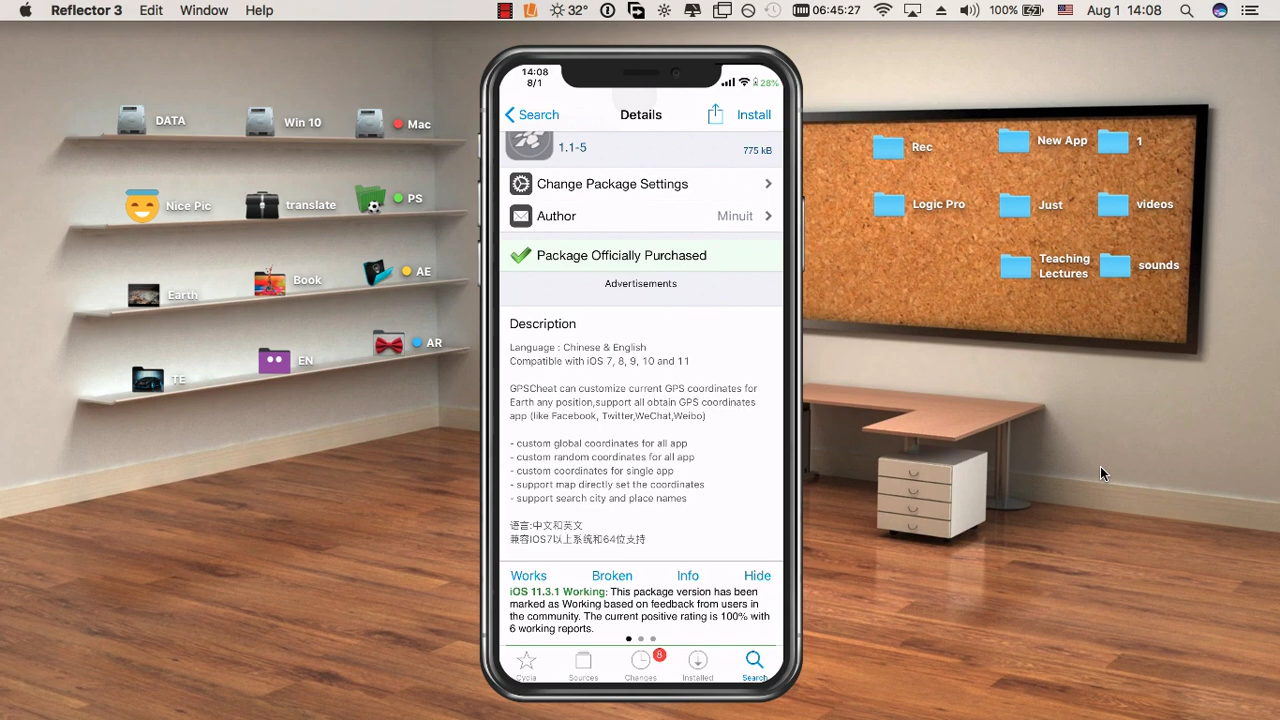 Reflector 3 Edit Window Help 32° 06:45:27 100% Aug 1 14:08
DATA
Win 10
Mac
Nice Pic
translate
PS
Earth
Book
AE
TE
EN
AR
Rec
New App
1
Logic Pro
Just
videos
Teaching
Lectures
sounds
14:08
8/1
28%
Search Details Install
1.1-5
775 kB
Change Package Settings
Author Minuit
Package Officially Purchased
Advertisements
Description
Language : Chinese & English
Compatible with iOS 7, 8, 9, 10 and 11
GPSCheat can customize current GPS coordinates for
Earth any position,support all obtain GPS coordinates
app (like Facebook, Twitter,WeChat,Weibo)
- custom global coordinates for all app
- custom random coordinates for all app
- custom coordinates for single app
- support map directly set the coordinates
- support search city and place names
语言:中文和英文
兼容IOS7以上系统和64位支持
Works Broken Info Hide
iOS 11.3.1 Working: This package version has been
marked as Working based on feedback from users in
the community. The current positive rating is 100% with
6 working reports.
8
Cydia Sources Changes Installed Search